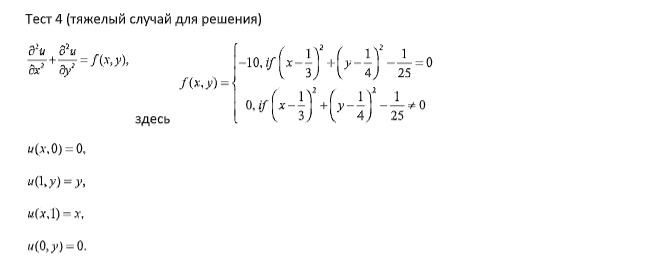 Тест 4 (тяжелый случай для решения)
∂²u/∂x² + ∂²u/∂y² = f(x, y), здесь f(x, y) = { −10, if (x − 1/3)² + (y − 1/4)² − 1/25 = 0
0, if (x − 1/3)² + (y − 1/4)² − 1/25 ≠ 0
u(x,0) = 0,
u(1, y) = y,
u(x,1) = x,
u(0, y) = 0.